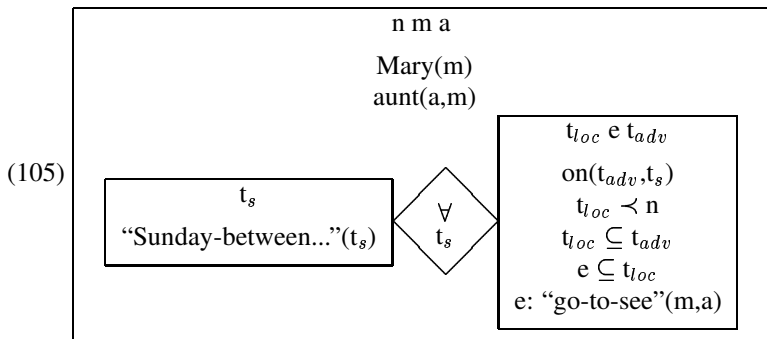 n m a
Mary(m)
aunt(a,m)
(105)
t_s
“Sunday-between...”(t_s)
∀
t_s
t_loc e t_adv
on(t_adv,t_s)
t_loc ≺ n
t_loc ⊆ t_adv
e ⊆ t_loc
e: “go-to-see”(m,a)